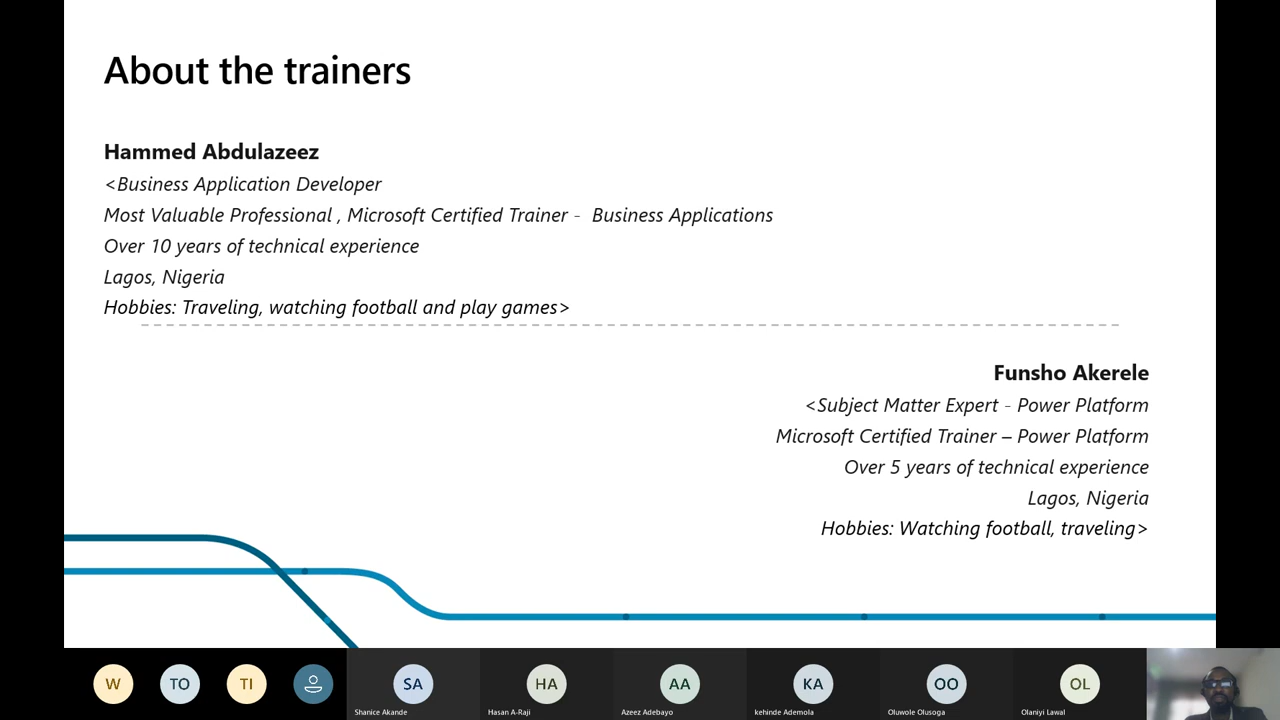 About the trainers
Hammed Abdulazeez
<Business Application Developer
Most Valuable Professional , Microsoft Certified Trainer - Business Applications
Over 10 years of technical experience
Lagos, Nigeria
Hobbies: Traveling, watching football and play games>
Funsho Akerele
<Subject Matter Expert - Power Platform
Microsoft Certified Trainer – Power Platform
Over 5 years of technical experience
Lagos, Nigeria
Hobbies: Watching football, traveling>
W TO TI SA HA AA KA OO OL
Shanice Akande Hasan A-Raji Azeez Adebayo kehinde Ademola Oluwole Olusoga Olaniyi Lawal